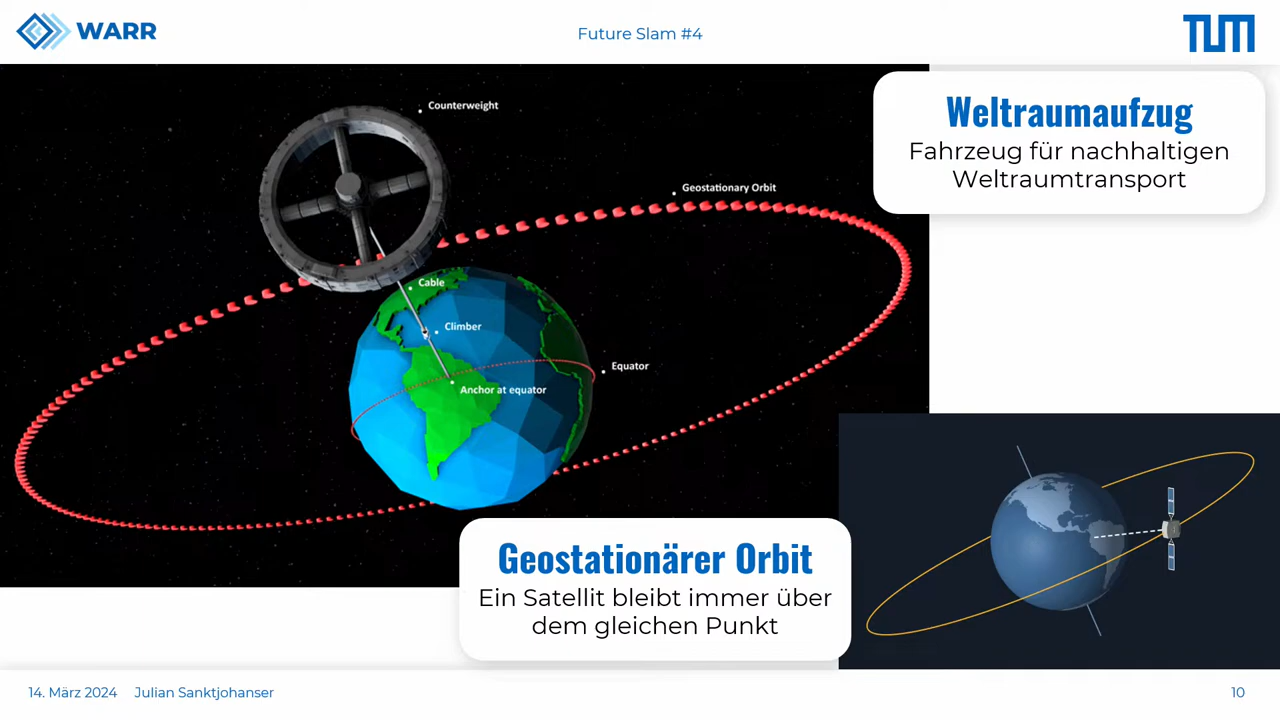 WARR
Future Slam #4
TUM
Weltraumaufzug
Fahrzeug für nachhaltigen
Weltraumtransport
Counterweight
Geostationary Orbit
Cable
Climber
Equator
Anchor at equator
Geostationärer Orbit
Ein Satellit bleibt immer über
dem gleichen Punkt
14. März 2024 Julian Sanktjohanser
10